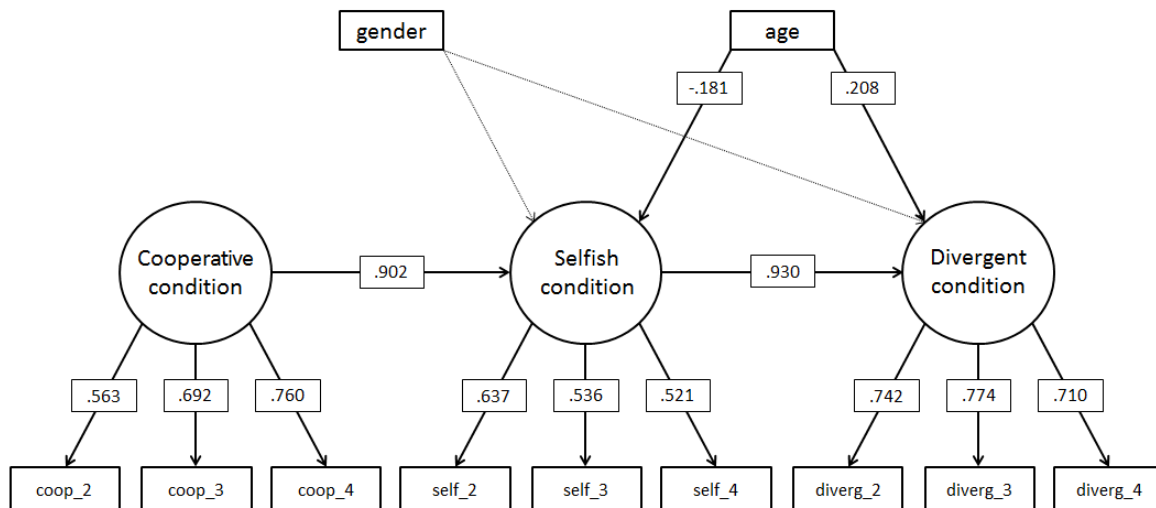 gender
age
-.181
.208
Cooperative
condition
.902
Selfish
condition
.930
Divergent
condition
.563
.692
.760
.637
.536
.521
.742
.774
.710
coop_2
coop_3
coop_4
self_2
self_3
self_4
diverg_2
diverg_3
diverg_4